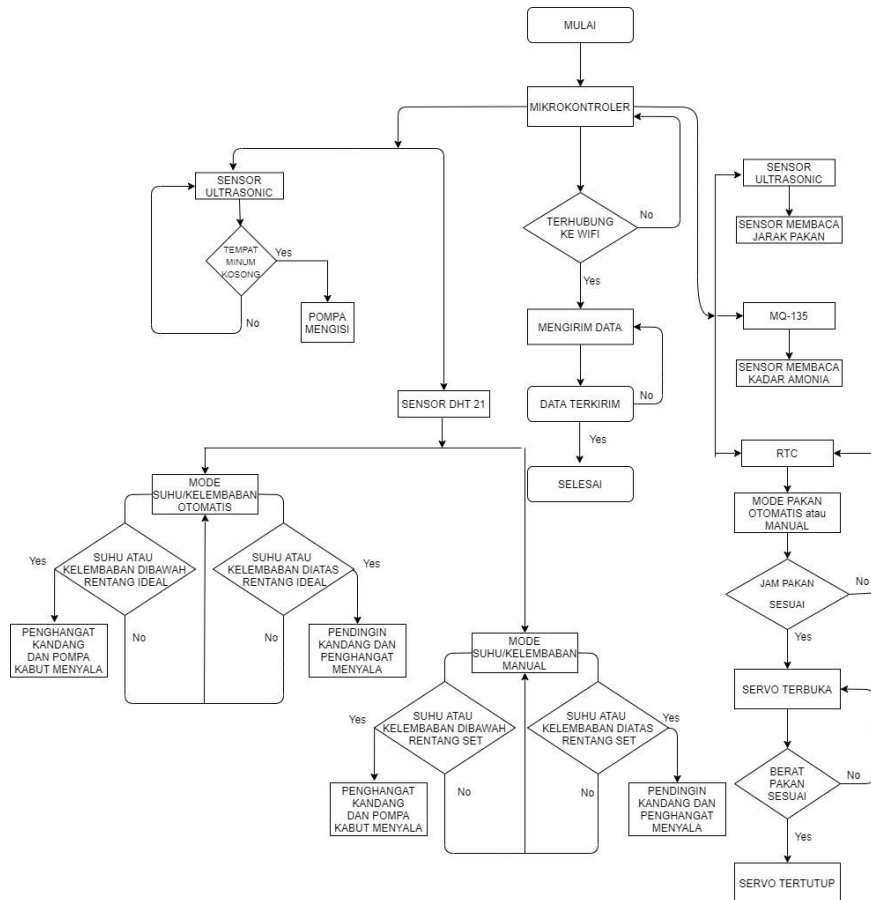 MULAI
MIKROKONTROLER
SENSOR
ULTRASONIC
TEMPAT
MINUM
KOSONG
Yes
No
POMPA
MENGISI
TERHUBUNG
KE WIFI
No
Yes
MENGIRIM DATA
DATA TERKIRIM
No
Yes
SELESAI
SENSOR
ULTRASONIC
SENSOR MEMBACA
JARAK PAKAN
MQ-135
SENSOR MEMBACA
KADAR AMONIA
SENSOR DHT 21
MODE
SUHU/KELEMBABAN
OTOMATIS
Yes
SUHU ATAU
KELEMBABAN DIBAWAH
RENTANG IDEAL
No
SUHU ATAU
KELEMBABAN DIATAS
RENTANG IDEAL
Yes
No
PENGHANGAT
KANDANG
DAN POMPA
KABUT MENYALA
PENDINGIN
KANDANG DAN
PENGHANGAT
MENYALA
MODE
SUHU/KELEMBABAN
MANUAL
Yes
SUHU ATAU
KELEMBABAN DIBAWAH
RENTANG SET
No
SUHU ATAU
KELEMBABAN DIATAS
RENTANG SET
Yes
No
PENGHANGAT
KANDANG
DAN POMPA
KABUT MENYALA
PENDINGIN
KANDANG DAN
PENGHANGAT
MENYALA
RTC
MODE PAKAN
OTOMATIS atau
MANUAL
JAM PAKAN
SESUAI
No
Yes
SERVO TERBUKA
BERAT
PAKAN
SESUAI
No
Yes
SERVO TERTUTUP